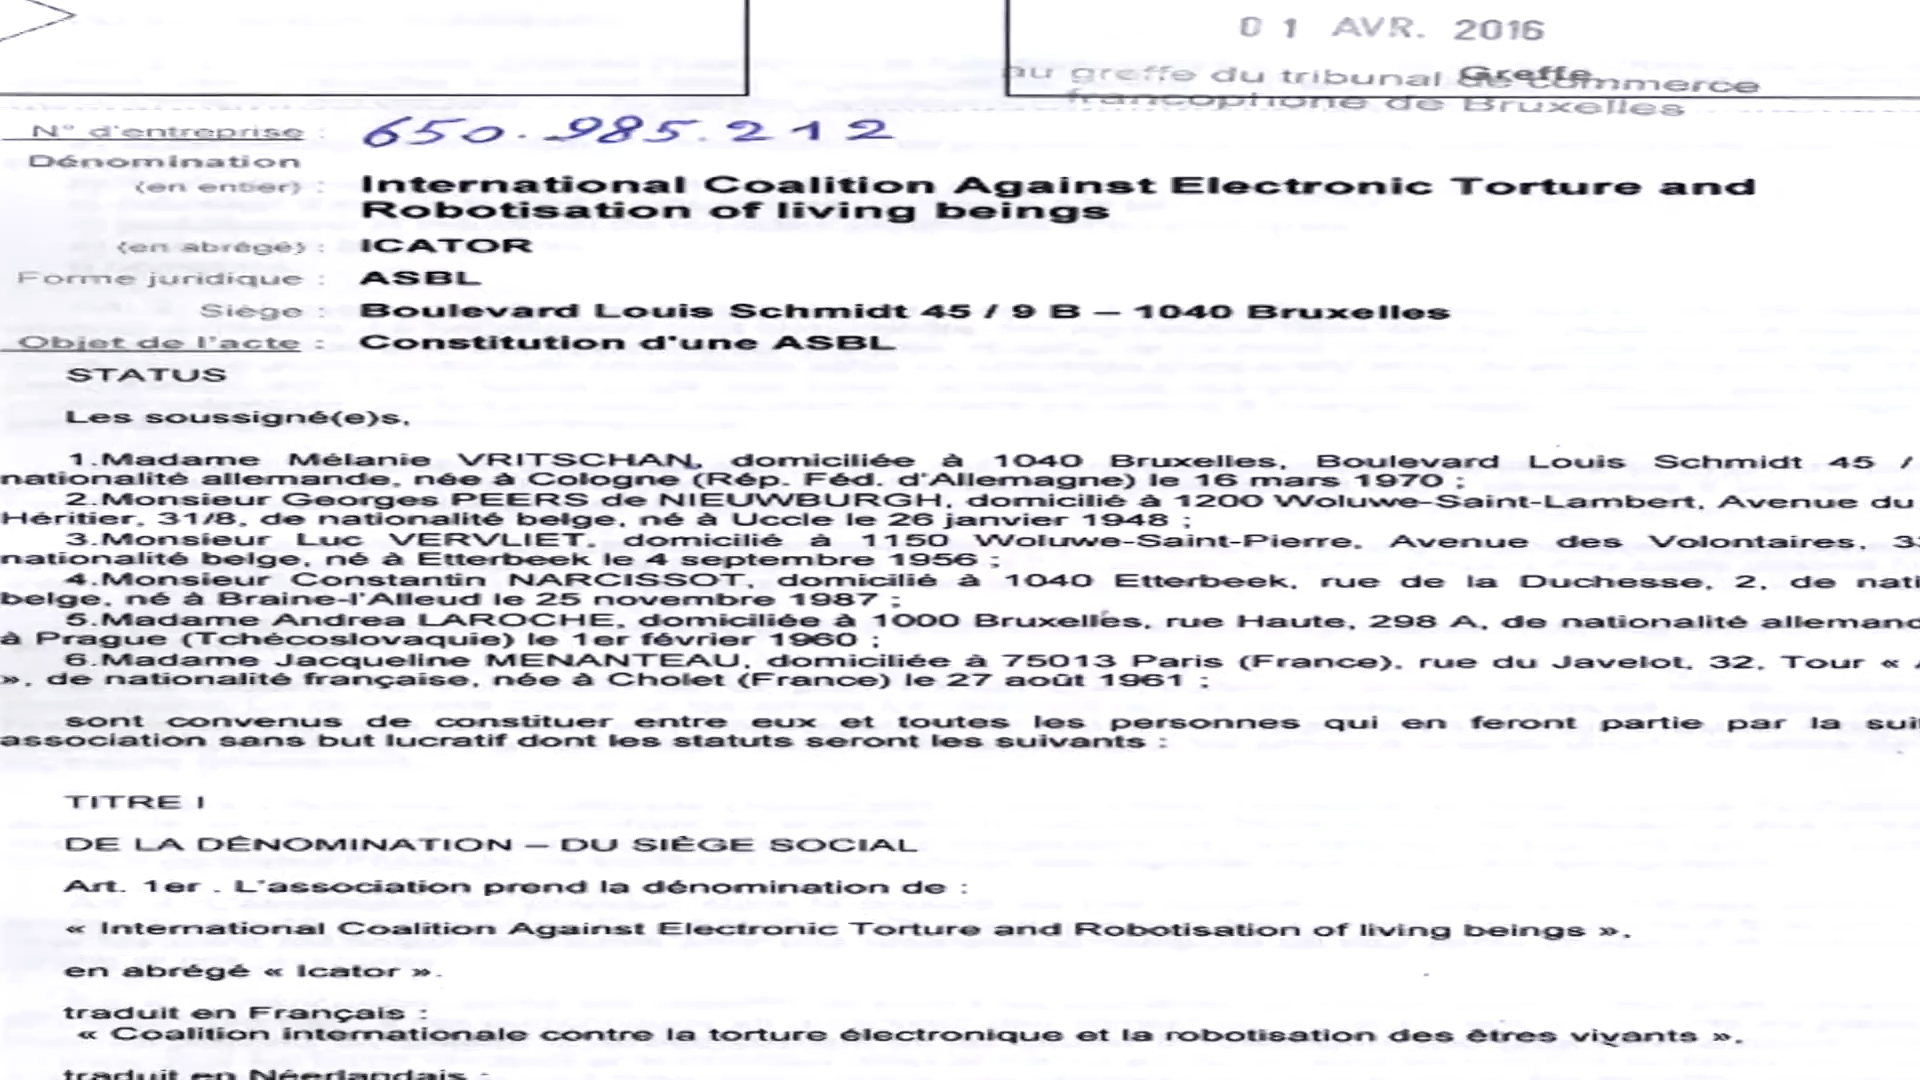 01 AVR. 2016
au greffe du tribunal de commerce
Greffe
francophone de Bruxelles
N° d'entreprise : 650.985.212
Dénomination
(en entier) : International Coalition Against Electronic Torture and
Robotisation of living beings
(en abrégé) : ICATOR
Forme juridique : ASBL
Siège : Boulevard Louis Schmidt 45 / 9 B – 1040 Bruxelles
Objet de l'acte : Constitution d'une ASBL
STATUS
Les soussigné(e)s,
1.Madame Mélanie VRITSCHAN, domiciliée à 1040 Bruxelles, Boulevard Louis Schmidt 45 /
nationalité allemande, née à Cologne (Rép. Féd. d'Allemagne) le 16 mars 1970 ;
2.Monsieur Georges PEERS de NIEUWBURGH, domicilié à 1200 Woluwe-Saint-Lambert, Avenue du
Héritier, 31/8, de nationalité belge, né à Uccle le 26 janvier 1948 ;
3.Monsieur Luc VERVLIET, domicilié à 1150 Woluwe-Saint-Pierre, Avenue des Volontaires, 3
nationalité belge, né à Etterbeek le 4 septembre 1956 ;
4.Monsieur Constantin NARCISSOT, domicilié à 1040 Etterbeek, rue de la Duchesse, 2, de nati
belge, né à Braine-l'Alleud le 25 novembre 1987 ;
5.Madame Andrea LAROCHE, domiciliée à 1000 Bruxelles, rue Haute, 298 A, de nationalité allemand
à Prague (Tchécoslovaquie) le 1er février 1960 ;
6.Madame Jacqueline MENANTEAU, domiciliée à 75013 Paris (France), rue du Javelot, 32, Tour «
», de nationalité française, née à Cholet (France) le 27 août 1961 ;
sont convenus de constituer entre eux et toutes les personnes qui en feront partie par la sui
association sans but lucratif dont les statuts seront les suivants :
TITRE I
DE LA DÉNOMINATION – DU SIÈGE SOCIAL
Art. 1er . L'association prend la dénomination de :
« International Coalition Against Electronic Torture and Robotisation of living beings »,
en abrégé « Icator ».
traduit en Français :
« Coalition internationale contre la torture électronique et la robotisation des êtres vivants ».
traduit en Néerlandais :